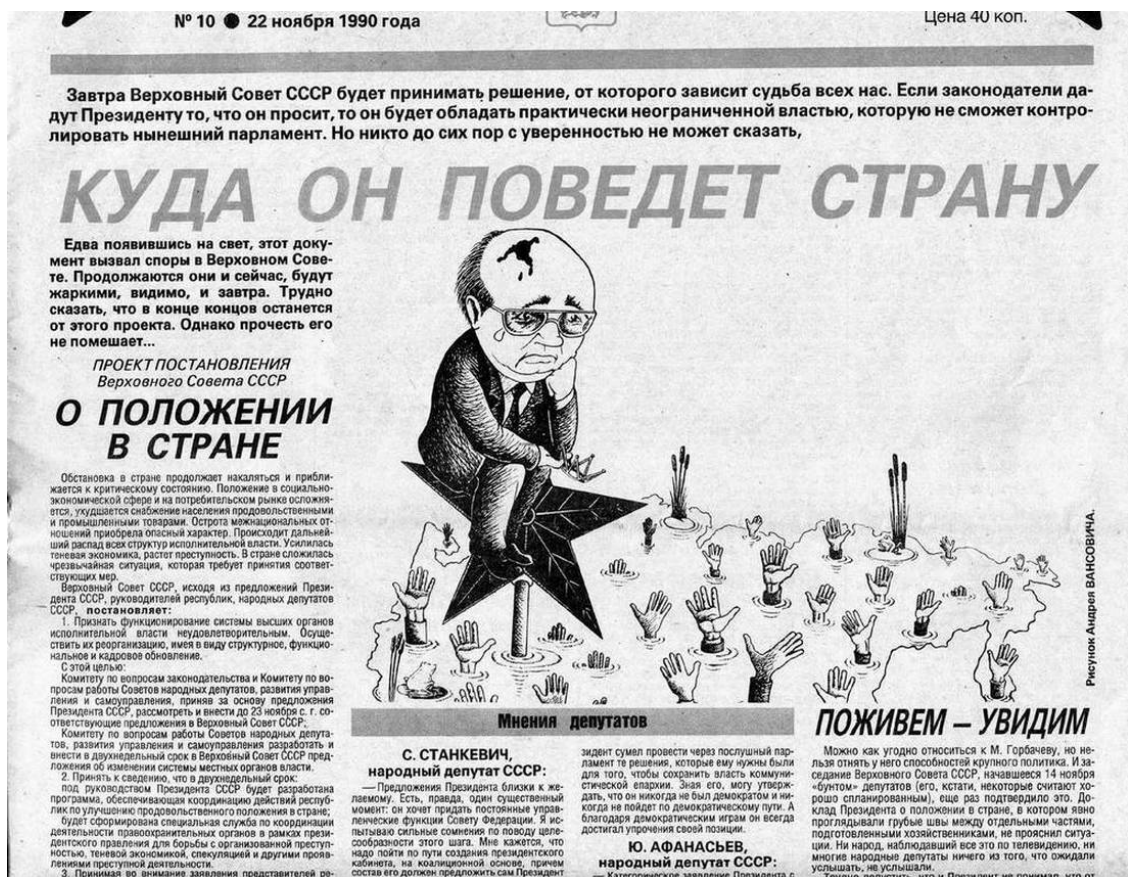 № 10 ● 22 ноября 1990 года
Цена 40 коп.
Завтра Верховный Совет СССР будет принимать решение, от которого зависит судьба всех нас. Если законодатели да-
дут Президенту то, что он просит, то он будет обладать практически неограниченной властью, которую не сможет контро-
лировать нынешний парламент. Но никто до сих пор с уверенностью не может сказать,
КУДА ОН ПОВЕДЕТ СТРАНУ
Едва появившись на свет, этот доку-
мент вызвал споры в Верховном Сове-
те. Продолжаются они и сейчас, будут
жаркими, видимо, и завтра. Трудно
сказать, что в конце концов останется
от этого проекта. Однако прочесть его
не помешает...
ПРОЕКТ ПОСТАНОВЛЕНИЯ
Верховного Совета СССР
О ПОЛОЖЕНИИ
В СТРАНЕ
Обстановка в стране продолжает накаляться и прибли-
жается к критическому состоянию. Положение в социально-
экономической сфере и на потребительском рынке осложня-
ется, ухудшается снабжение населения продовольственными
и промышленными товарами. Острота межнациональных от-
ношений приобрела опасный характер. Происходит дальней-
ший распад всех структур исполнительной власти. Усилилась
теневая экономика, растет преступность. В стране сложилась
чрезвычайная ситуация, которая требует принятия соответ-
ствующих мер.
Верховный Совет СССР, исходя из предложений Прези-
дента СССР, руководителей республик, народных депутатов
СССР, постановляет:
1. Признать функционирование системы высших органов
исполнительной власти неудовлетворительным. Осуще-
ствить их реорганизацию, имея в виду структурное, функцио-
нальное и кадровое обновление.
С этой целью:
Комитету по вопросам законодательства и Комитету по во-
просам работы Советов народных депутатов, развития управ-
ления и самоуправления, приняв за основу предложения
Президента СССР, рассмотреть и внести до 23 ноября с. г. со-
ответствующие предложения в Верховный Совет СССР;
Комитету по вопросам работы Советов народных депута-
тов, развития управления и самоуправления разработать и
внести в двухнедельный срок в Верховный Совет СССР пред-
ложения об изменении системы местных органов власти.
2. Принять к сведению, что в двухнедельный срок:
под руководством Президента СССР будет разработана
программа, обеспечивающая координацию действий респуб-
лик по улучшению продовольственного положения в стране;
будет сформирована специальная служба по координации
деятельности правоохранительных органов в рамках прези-
дентского правления для борьбы с организованной преступ-
ностью, теневой экономикой, спекуляцией и другими прояв-
лениями преступной деятельности.
3. Принимая во внимание заявления представителей ре-
Рисунок Андрея ВАНСОВИЧА.
Мнения депутатов
С. СТАНКЕВИЧ,
народный депутат СССР:
— Предложения Президента близки к же-
лаемому. Есть, правда, один существенный
момент: он хочет придать постоянные управ-
ленческие функции Совету Федерации. Я ис-
пытываю сильные сомнения по поводу целе-
сообразности этого шага. Мне кажется, что
надо пойти по пути создания президентского
кабинета, на коалиционной основе, причем
состав его должен предложить сам Президент
зидент сумел провести через послушный пар-
ламент те решения, которые ему нужны были
для того, чтобы сохранить власть коммуни-
стической епархии. Зная его, могу утверж-
дать, что он никогда не был демократом и ни-
когда не пойдет по демократическому пути. А
благодаря демократическим играм он всегда
достигал упрочения своей позиции.
Ю. АФАНАСЬЕВ,
народный депутат СССР:
— Категорическое заявление Президента с
ПОЖИВЕМ – УВИДИМ
Можно как угодно относиться к М. Горбачеву, но не-
льзя отнять у него способностей крупного политика. И за-
седание Верховного Совета СССР, начавшееся 14 ноября
«бунтом» депутатов (его, кстати, некоторые считают хо-
рошо спланированным), еще раз подтвердило это. До-
клад Президента о положении в стране, в котором явно
проглядывали грубые швы между отдельными частями,
подготовленными хозяйственниками, не прояснил ситуа-
ции. Ни народ, наблюдавший все это по телевидению, ни
многие народные депутаты ничего из того, что ожидали
услышать, не услышали.